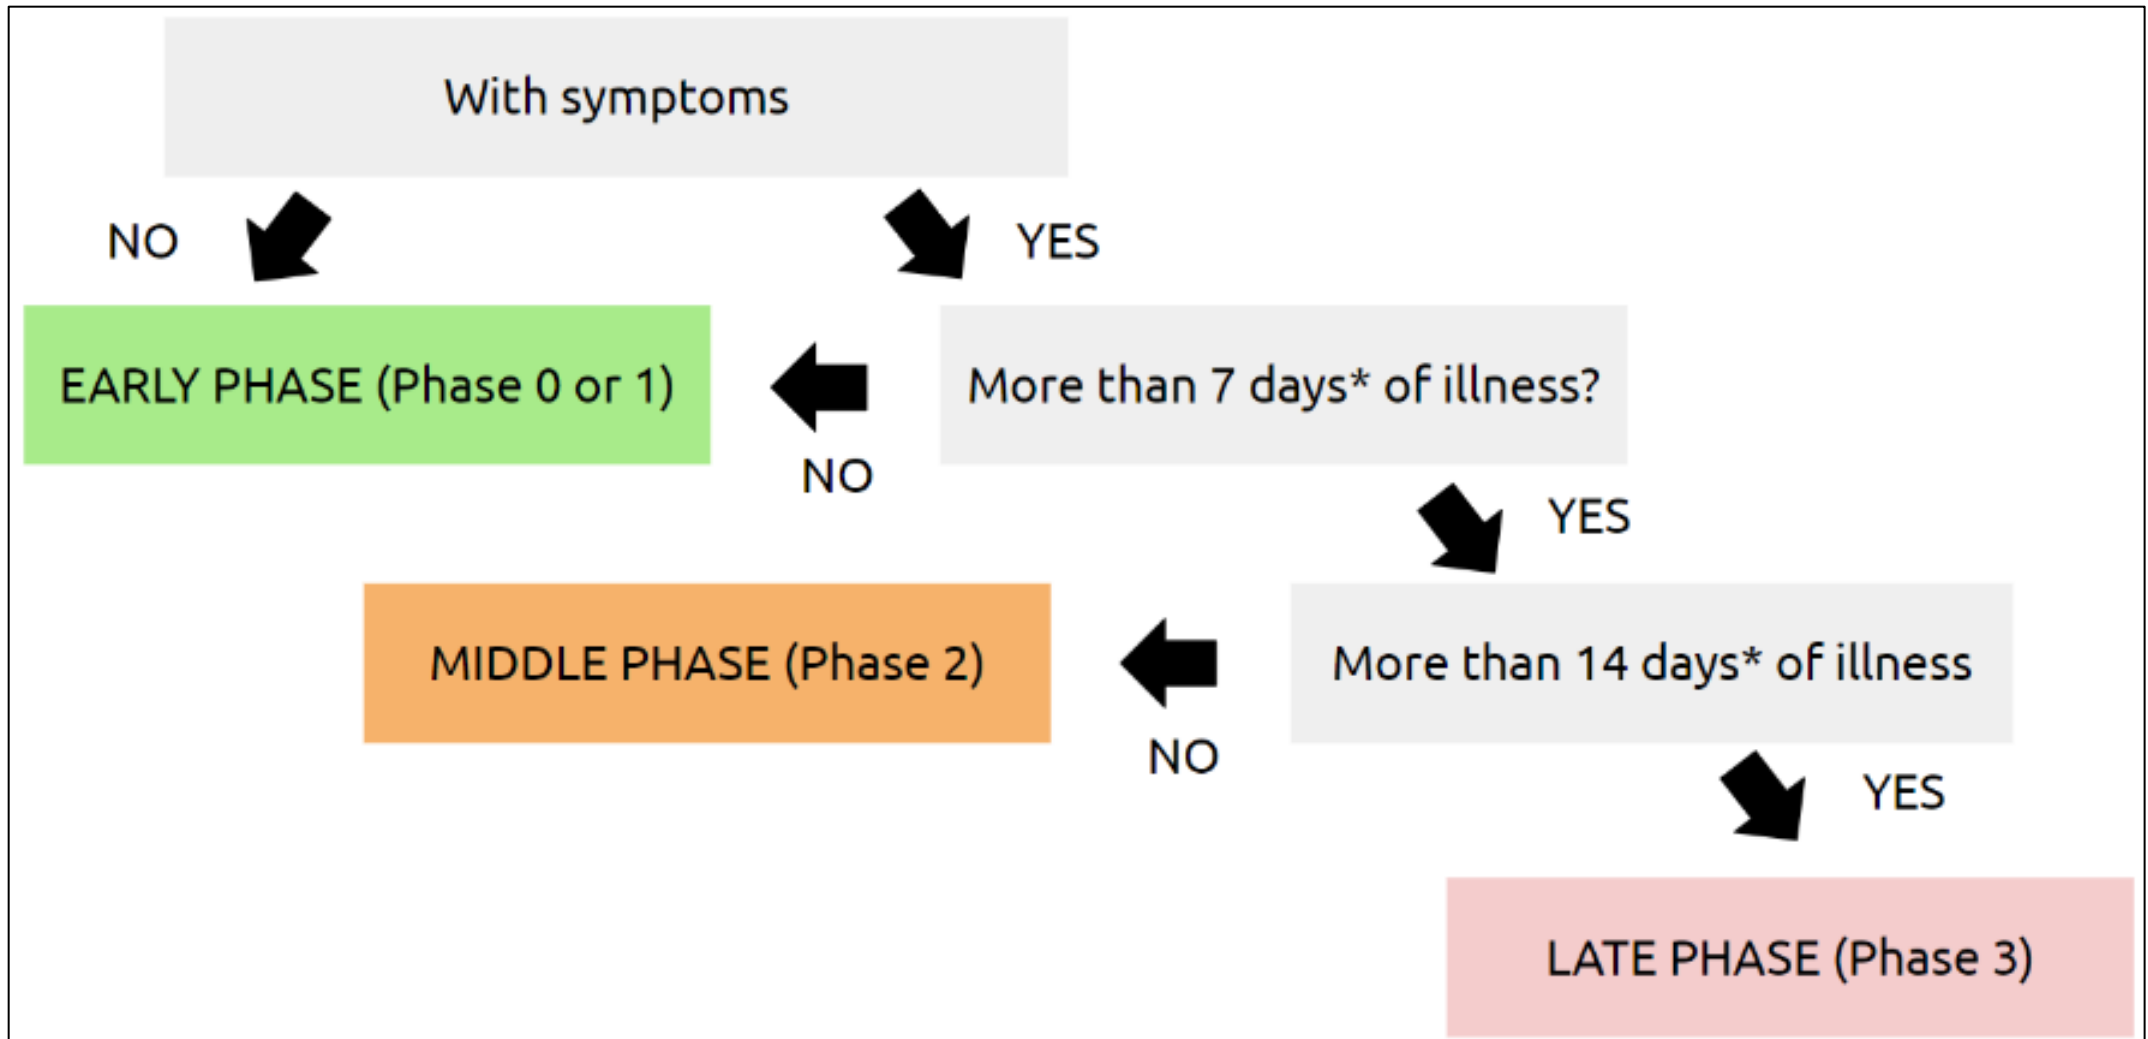 With symptoms
NO
YES
EARLY PHASE (Phase 0 or 1)
More than 7 days* of illness?
NO
YES
MIDDLE PHASE (Phase 2)
More than 14 days* of illness
NO
YES
LATE PHASE (Phase 3)